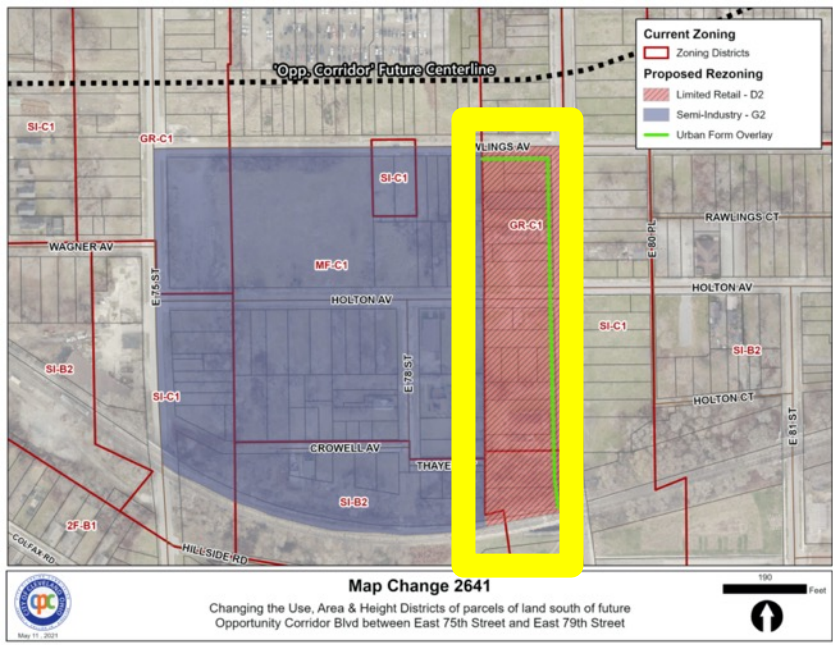 Current Zoning
Zoning Districts
Proposed Rezoning
Limited Retail - D2
Semi-Industry - G2
Urban Form Overlay
'Opp. Corridor' Future Centerline
SI-C1
GR-C1
WLINGS AV
SI-C1
GR-C1
RAWLINGS CT
E 80 PL
WAGNER AV
MF-C1
E 75 ST
HOLTON AV
HOLTON AV
SI-C1
SI-B2
SI-B2
E 78 ST
SI-C1
HOLTON CT
E 81 ST
CROWELL AV
THAYE
SI-B2
2F-B1
COLFAX RD
HILLSIDE RD
Map Change 2641
Changing the Use, Area & Height Districts of parcels of land south of future
Opportunity Corridor Blvd between East 75th Street and East 79th Street
190
Feet
cpc
May 11, 2021